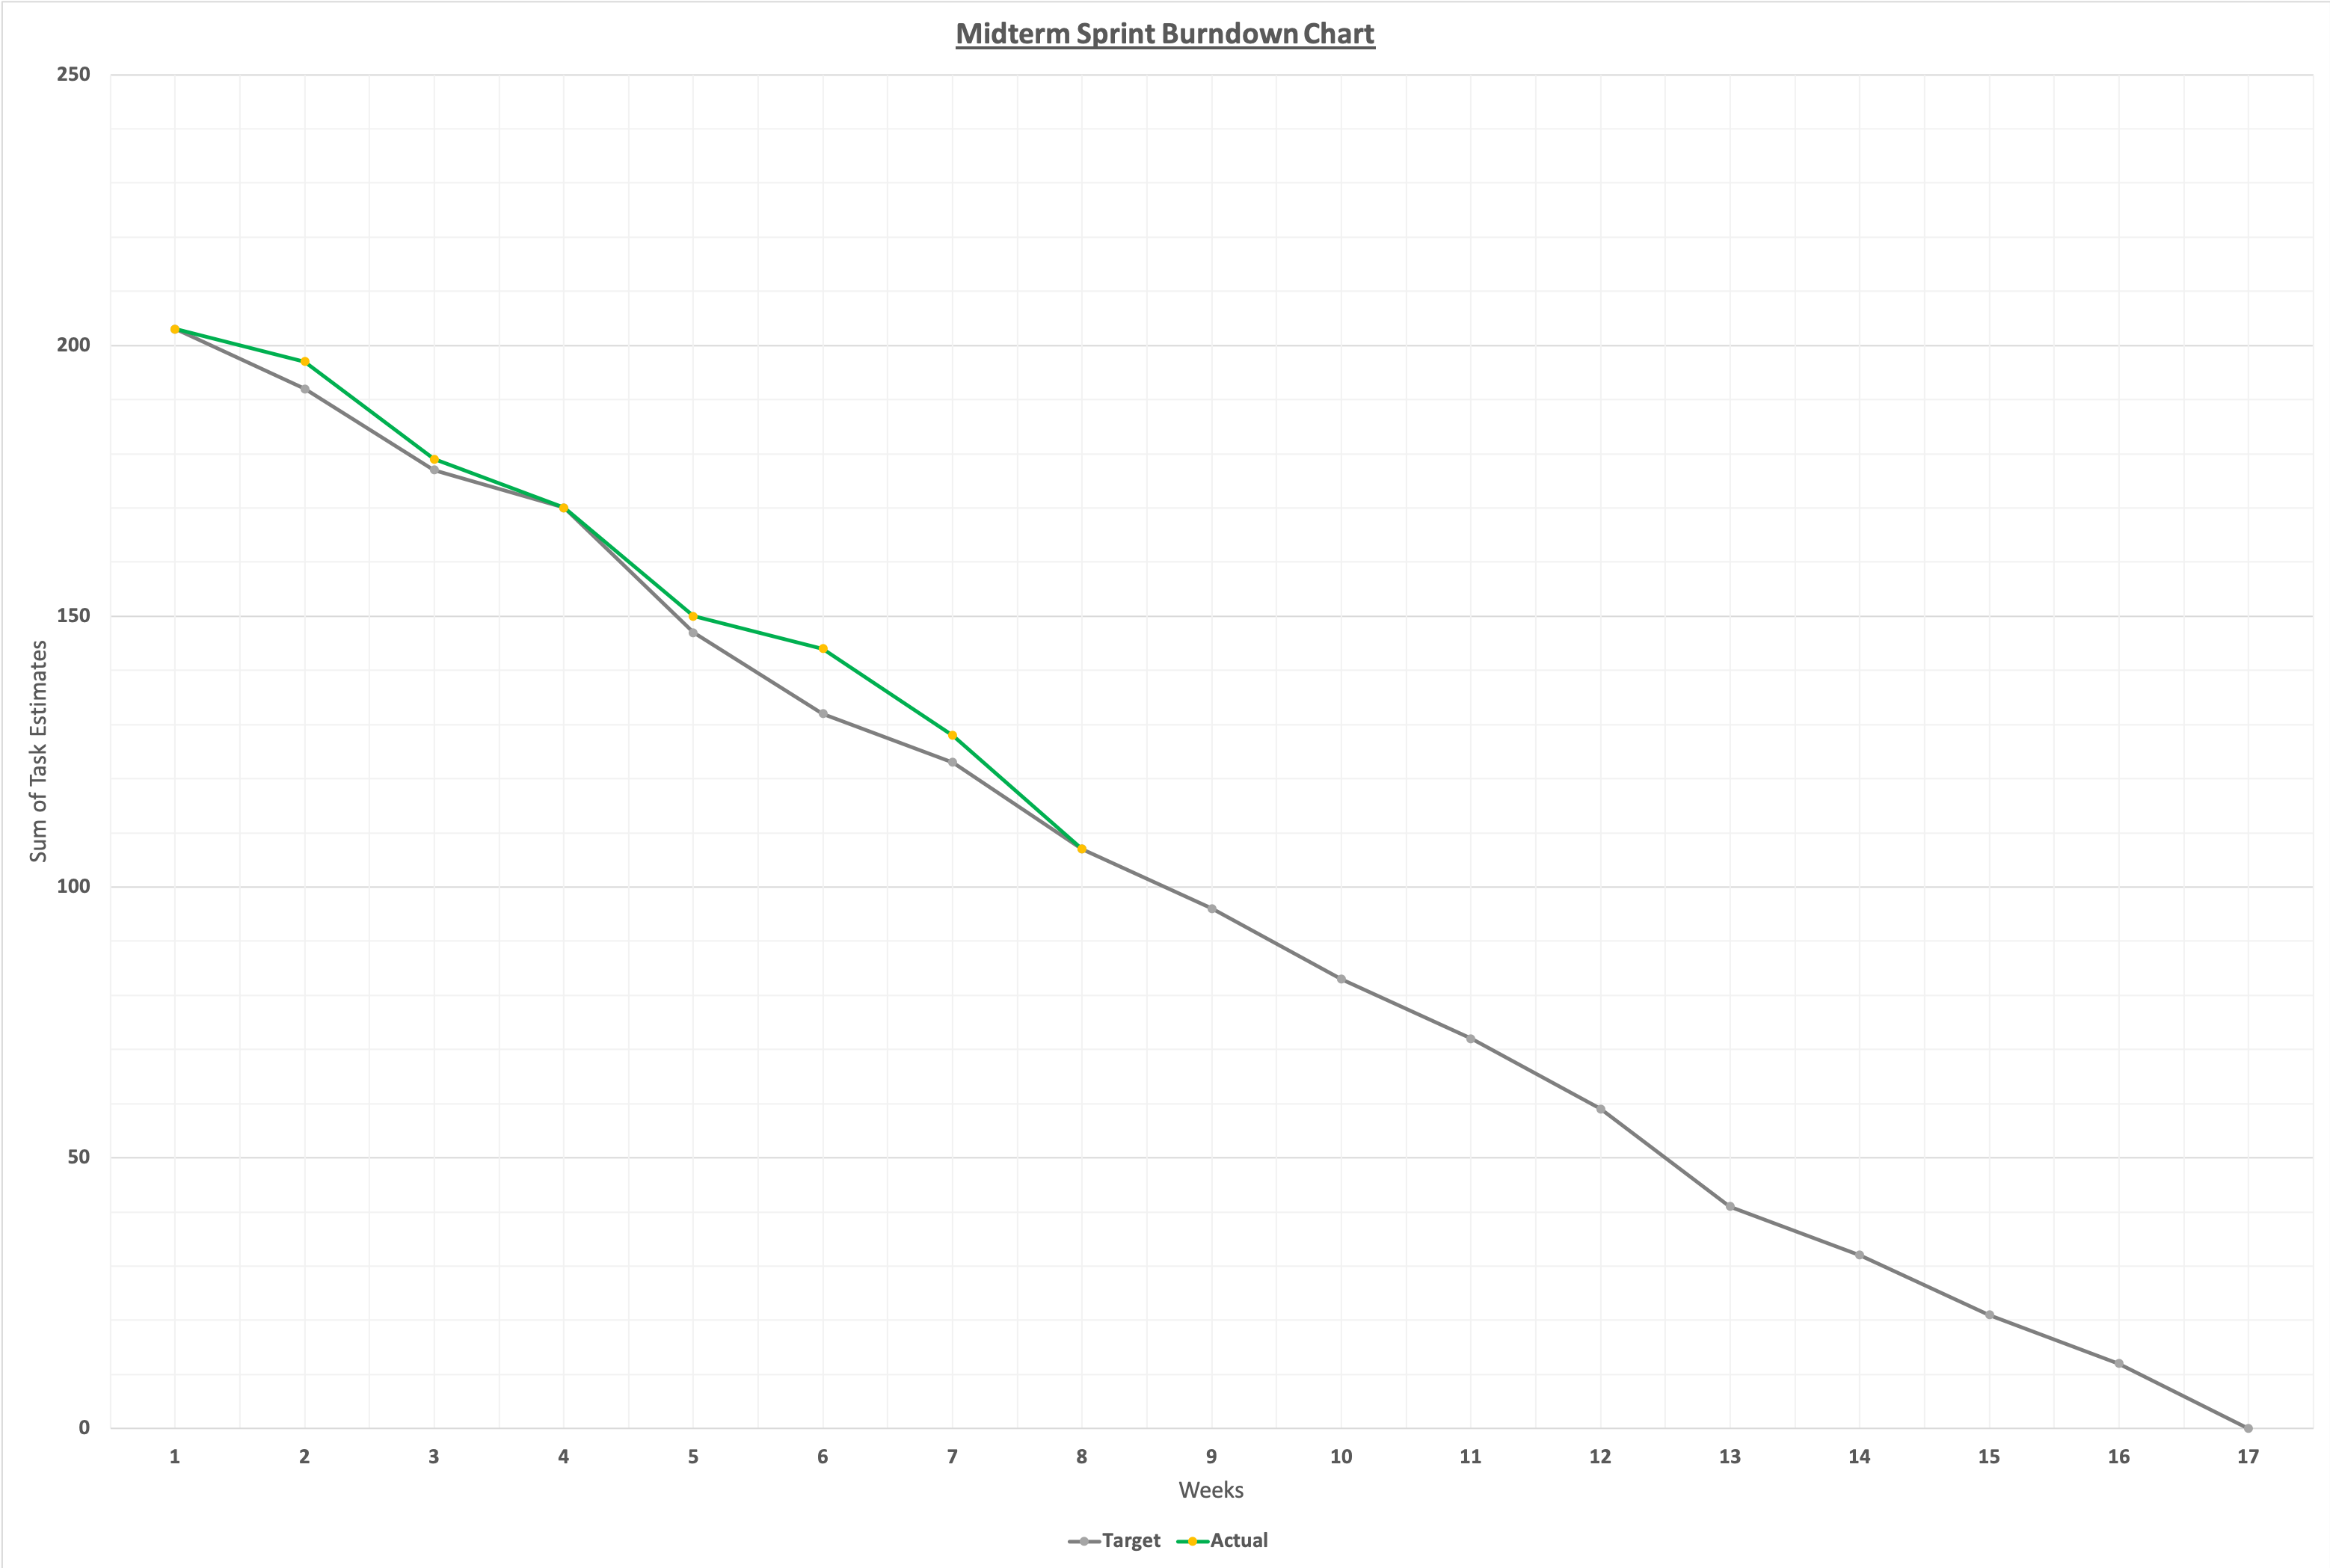 Midterm Sprint Burndown Chart
250
200
150
100
50
0
Sum of Task Estimates
1 2 3 4 5 6 7 8 9 10 11 12 13 14 15 16 17
Weeks
Target Actual